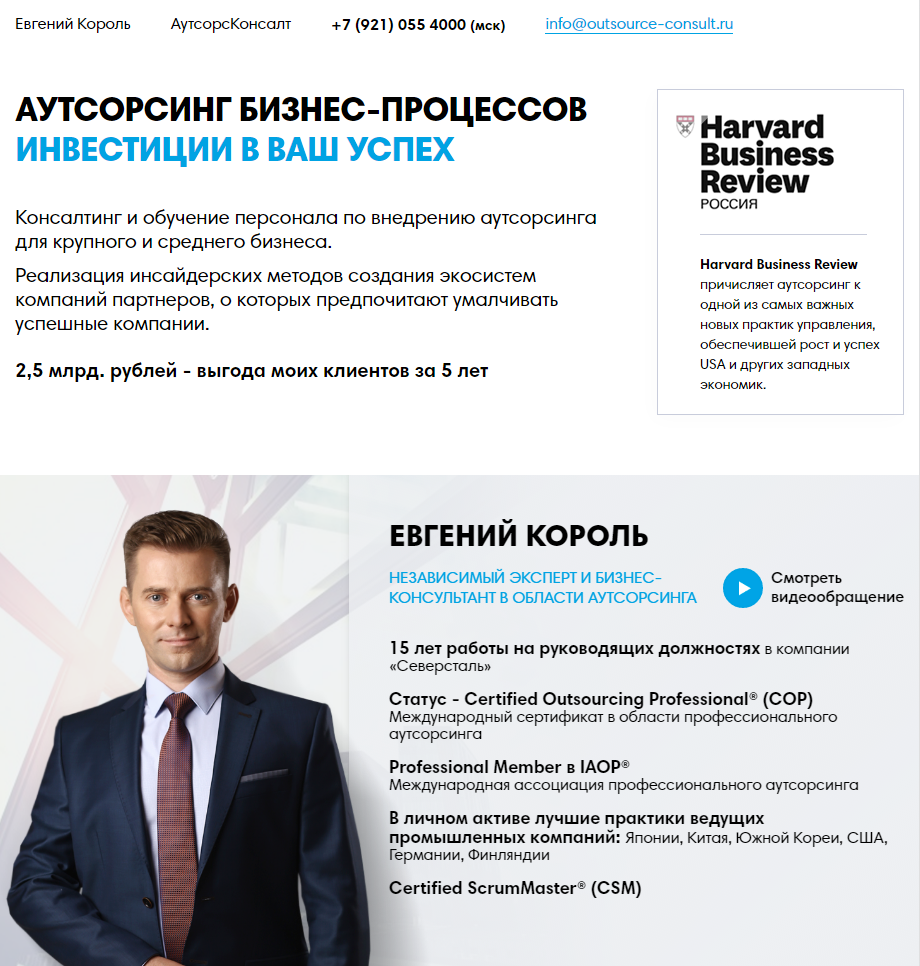 Евгений Король
АутсорсКонсалт
+7 (921) 055 4000 (мск)
info@outsource-consult.ru
АУТСОРСИНГ БИЗНЕС-ПРОЦЕССОВ
ИНВЕСТИЦИИ В ВАШ УСПЕХ
Консалтинг и обучение персонала по внедрению аутсорсинга
для крупного и среднего бизнеса.
Реализация инсайдерских методов создания экосистем
компаний партнеров, о которых предпочитают умалчивать
успешные компании.
2,5 млрд. рублей - выгода моих клиентов за 5 лет
Harvard
Business
Review
РОССИЯ
Harvard Business Review
причисляет аутсорсинг к
одной из самых важных
новых практик управления,
обеспечившей рост и успех
USA и других западных
экономик.
ЕВГЕНИЙ КОРОЛЬ
НЕЗАВИСИМЫЙ ЭКСПЕРТ И БИЗНЕС-
КОНСУЛЬТАНТ В ОБЛАСТИ АУТСОРСИНГА
Смотреть
видеообращение
15 лет работы на руководящих должностях в компании
«Северсталь»
Статус - Certified Outsourcing Professional® (COP)
Международный сертификат в области профессионального
аутсорсинга
Professional Member в IAOP®
Международная ассоциация профессионального аутсорсинга
В личном активе лучшие практики ведущих
промышленных компаний: Японии, Китая, Южной Кореи, США,
Германии, Финляндии
Certified ScrumMaster® (CSM)